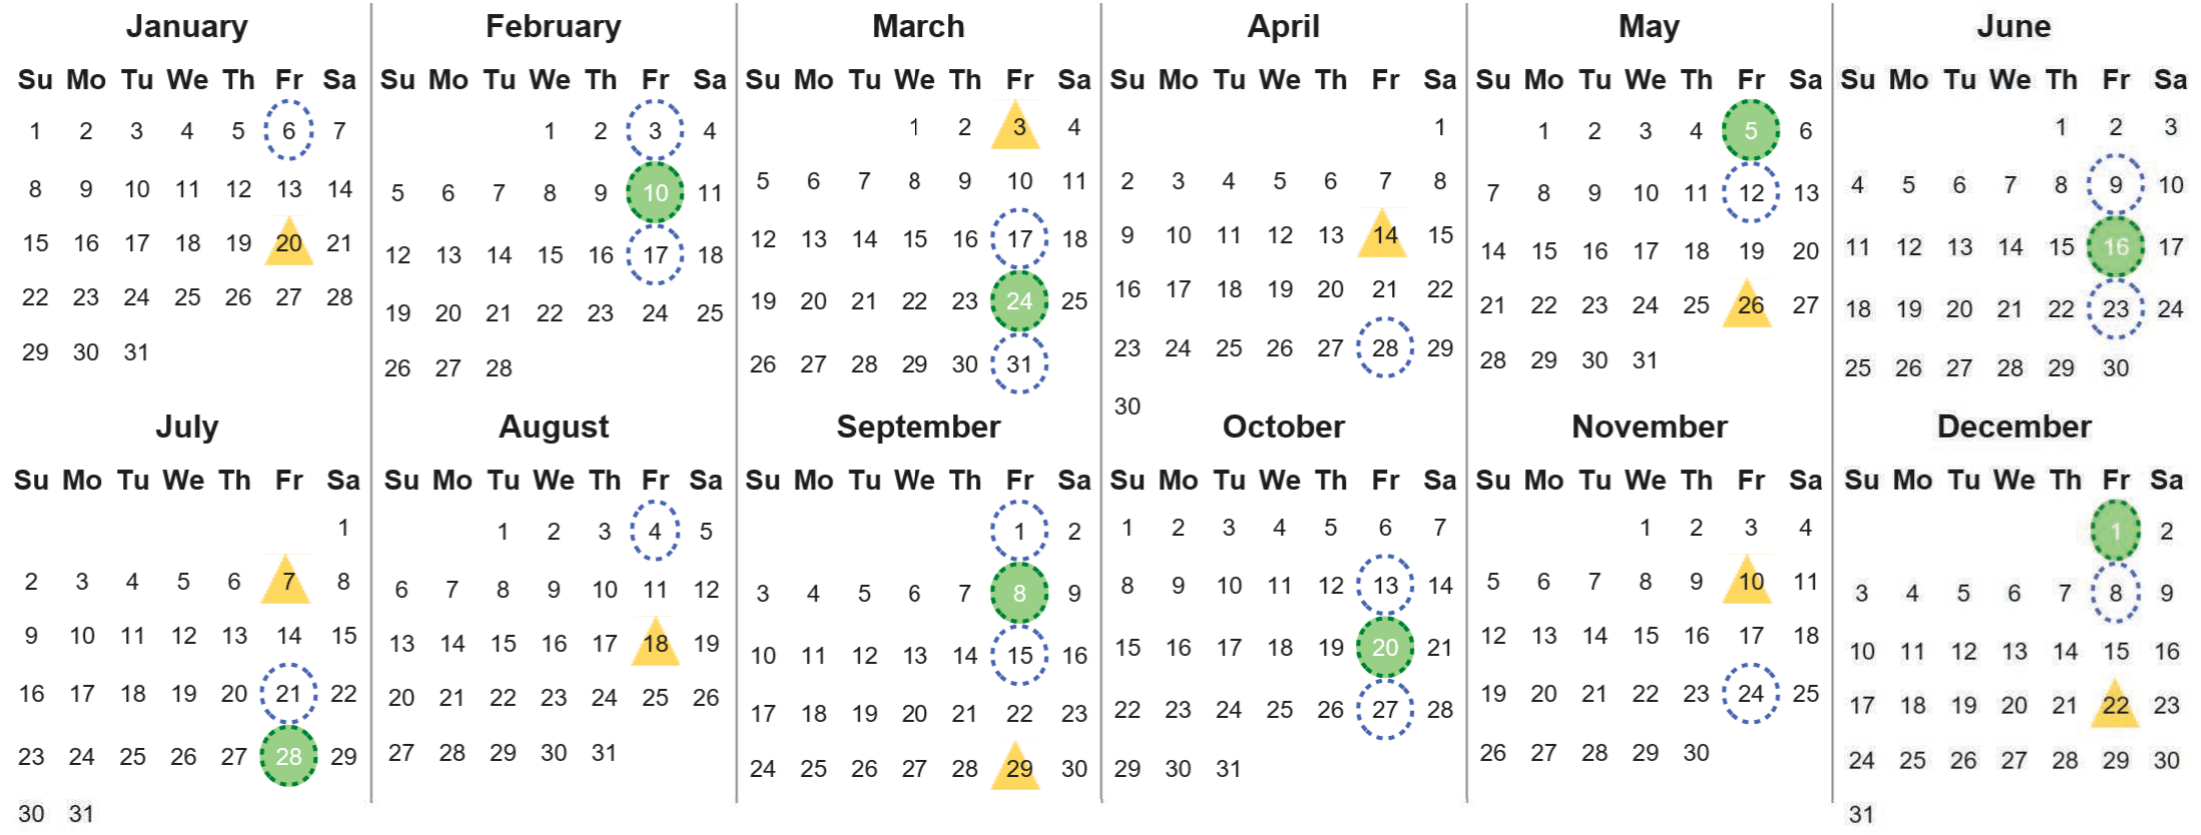 January
Su Mo Tu We Th Fr Sa
1 2 3 4 5 6 7
8 9 10 11 12 13 14
15 16 17 18 19 20 21
22 23 24 25 26 27 28
29 30 31
February
Su Mo Tu We Th Fr Sa
1 2 3 4
5 6 7 8 9 10 11
12 13 14 15 16 17 18
19 20 21 22 23 24 25
26 27 28
March
Su Mo Tu We Th Fr Sa
1 2 3 4
5 6 7 8 9 10 11
12 13 14 15 16 17 18
19 20 21 22 23 24 25
26 27 28 29 30 31
April
Su Mo Tu We Th Fr Sa
1
2 3 4 5 6 7 8
9 10 11 12 13 14 15
16 17 18 19 20 21 22
23 24 25 26 27 28 29
30
May
Su Mo Tu We Th Fr Sa
1 2 3 4 5 6
7 8 9 10 11 12 13
14 15 16 17 18 19 20
21 22 23 24 25 26 27
28 29 30 31
June
Su Mo Tu We Th Fr Sa
1 2 3
4 5 6 7 8 9 10
11 12 13 14 15 16 17
18 19 20 21 22 23 24
25 26 27 28 29 30
July
Su Mo Tu We Th Fr Sa
1
2 3 4 5 6 7 8
9 10 11 12 13 14 15
16 17 18 19 20 21 22
23 24 25 26 27 28 29
30 31
August
Su Mo Tu We Th Fr Sa
1 2 3 4 5
6 7 8 9 10 11 12
13 14 15 16 17 18 19
20 21 22 23 24 25 26
27 28 29 30 31
September
Su Mo Tu We Th Fr Sa
1 2
3 4 5 6 7 8 9
10 11 12 13 14 15 16
17 18 19 20 21 22 23
24 25 26 27 28 29 30
October
Su Mo Tu We Th Fr Sa
1 2 3 4 5 6 7
8 9 10 11 12 13 14
15 16 17 18 19 20 21
22 23 24 25 26 27 28
29 30 31
November
Su Mo Tu We Th Fr Sa
1 2 3 4
5 6 7 8 9 10 11
12 13 14 15 16 17 18
19 20 21 22 23 24 25
26 27 28 29 30
December
Su Mo Tu We Th Fr Sa
1 2
3 4 5 6 7 8 9
10 11 12 13 14 15 16
17 18 19 20 21 22 23
24 25 26 27 28 29 30
31